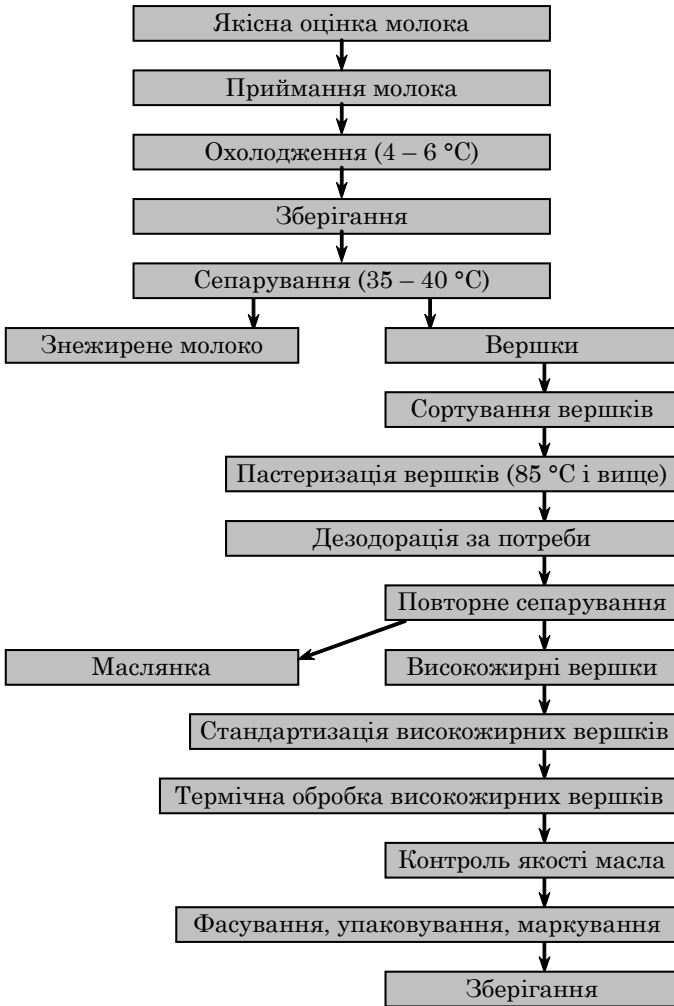 Якісна оцінка молока
Приймання молока
Охолодження (4 – 6 °С)
Зберігання
Сепарування (35 – 40 °С)
Знежирене молоко
Вершки
Сортування вершків
Пастеризація вершків (85 °С і вище)
Дезодорація за потреби
Повторне сепарування
Маслянка
Високожирні вершки
Стандартизація високожирних вершків
Термічна обробка високожирних вершків
Контроль якості масла
Фасування, упаковування, маркування
Зберігання